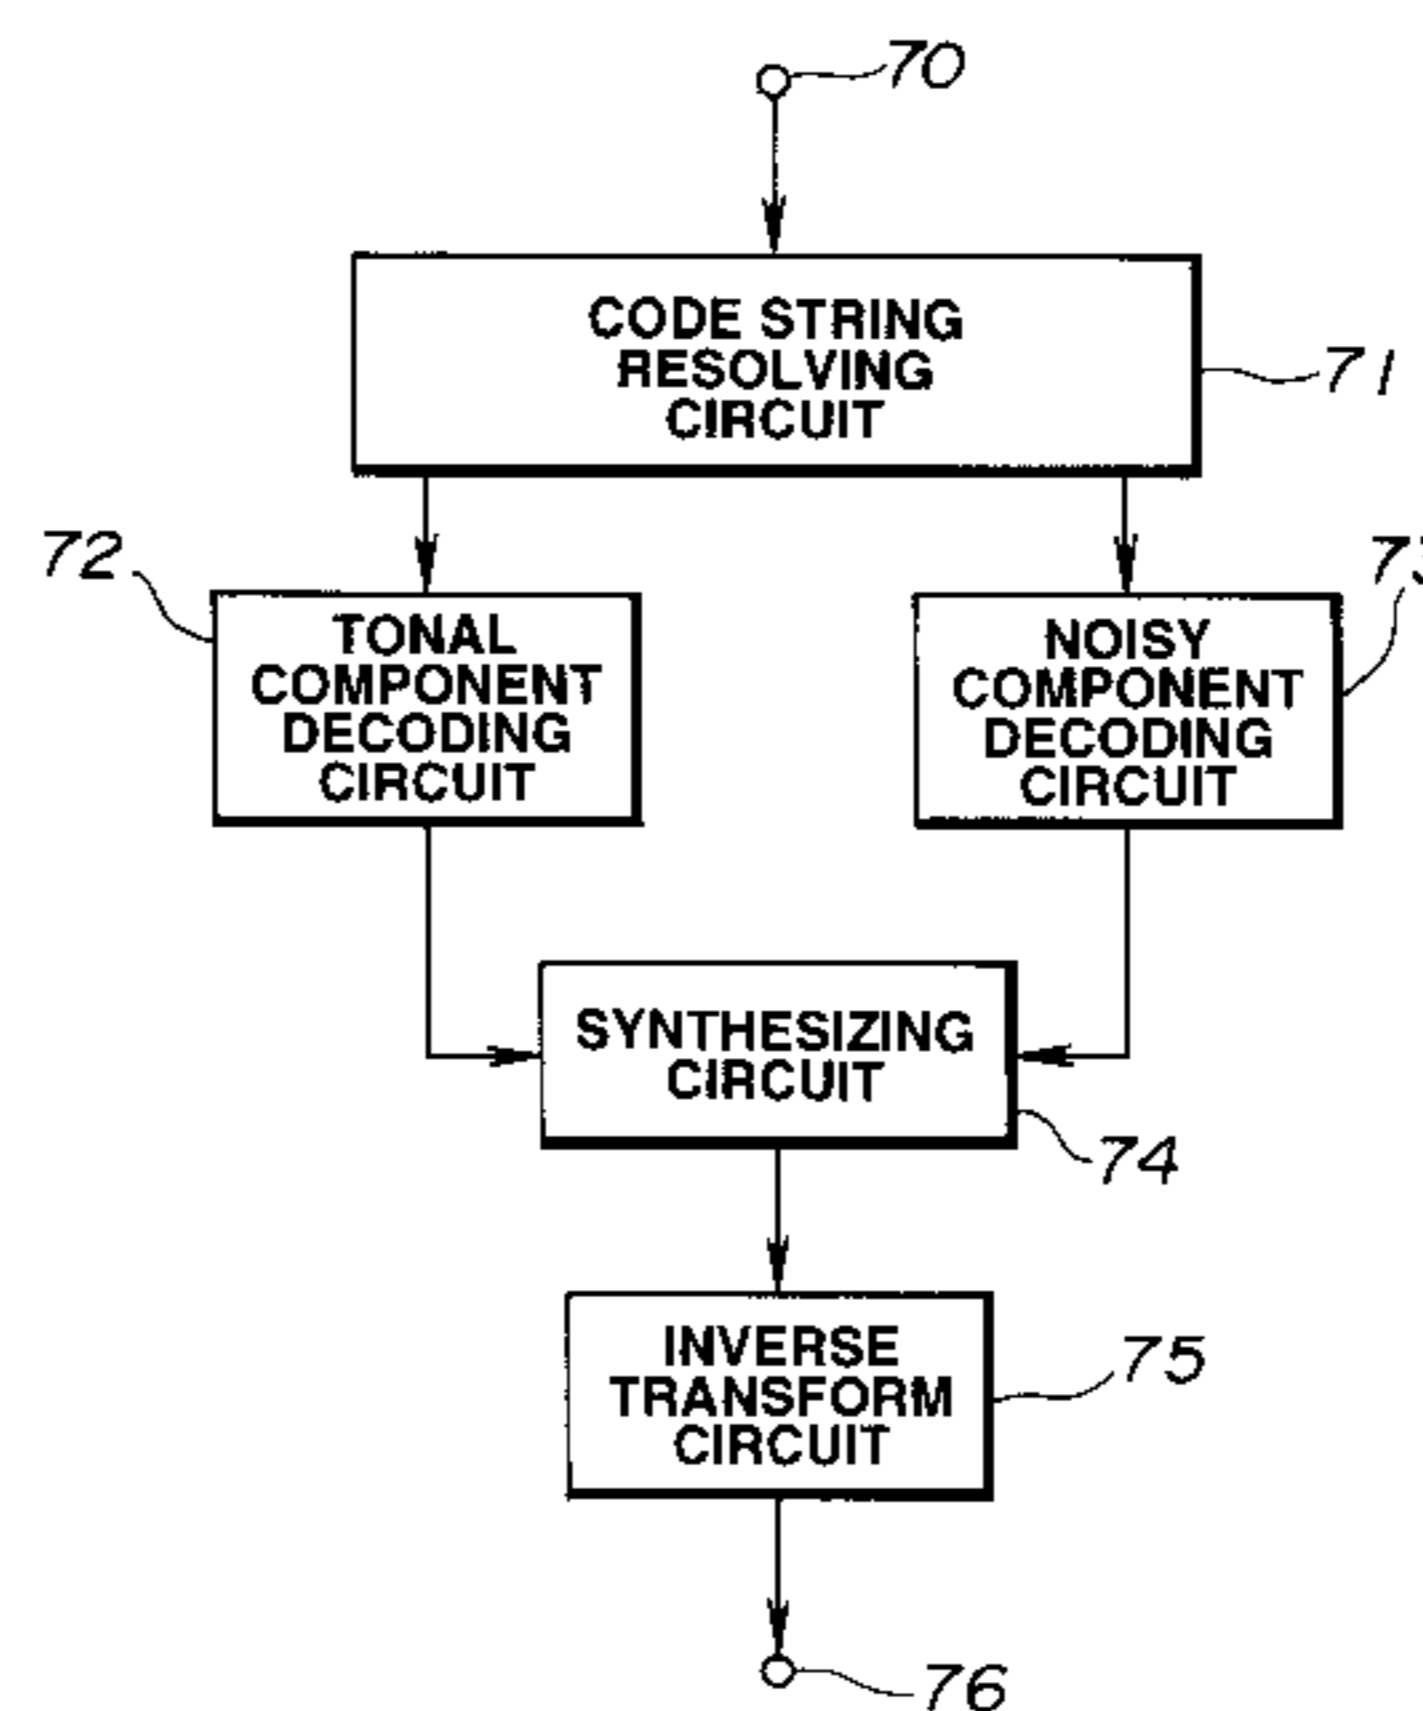 70
CODE STRING
RESOLVING
CIRCUIT
71
72
TONAL
COMPONENT
DECODING
CIRCUIT
73
NOISY
COMPONENT
DECODING
CIRCUIT
SYNTHESIZING
CIRCUIT
74
INVERSE
TRANSFORM
CIRCUIT
75
76